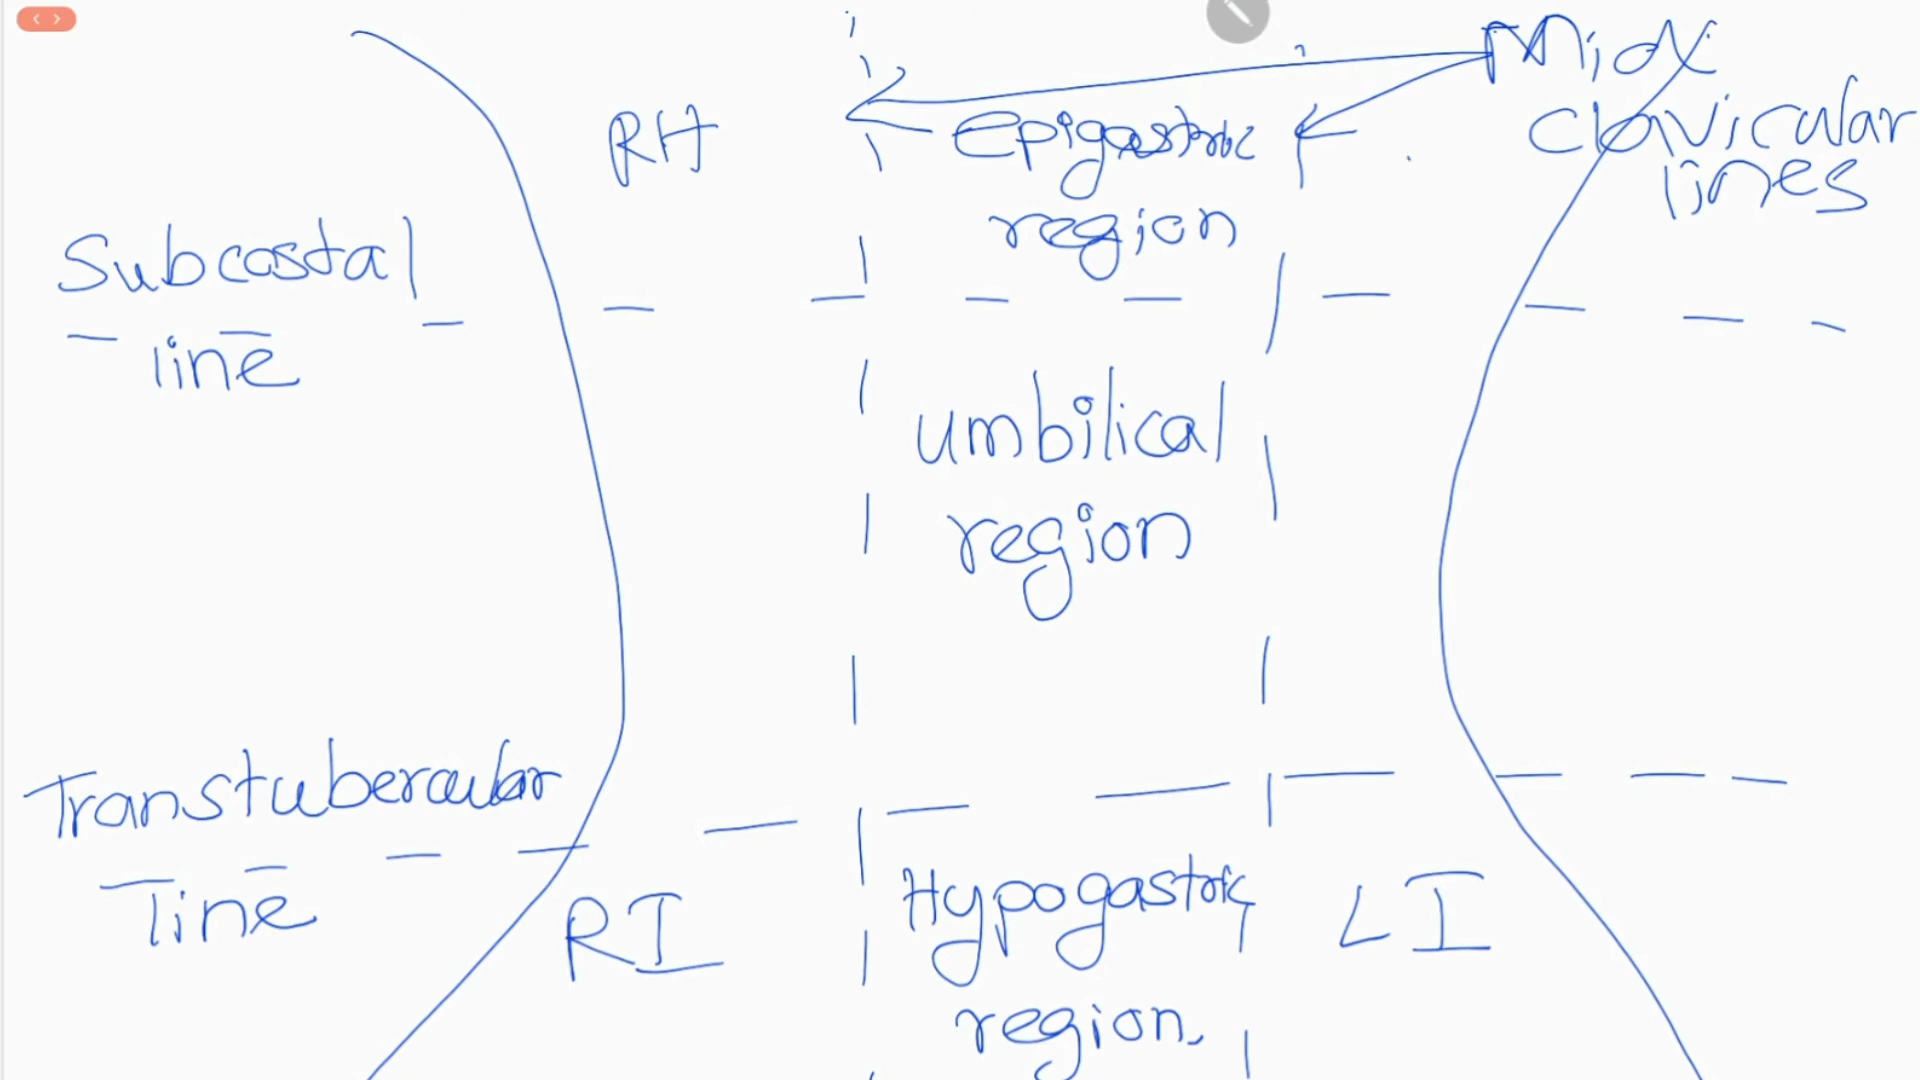 Mid
Clavicular
lines
RH
Epigastric
region
Subcostal
line
umbilical
region
Transtubercular
line
RI
Hypogastric
LI
region